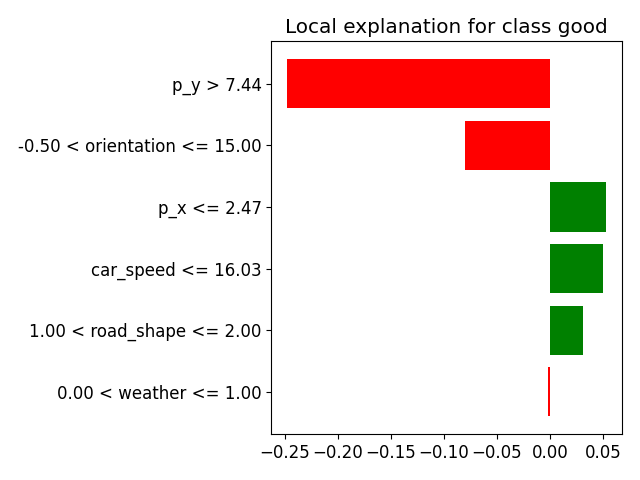 Local explanation for class good
p_y > 7.44
-0.50 < orientation <= 15.00
p_x <= 2.47
car_speed <= 16.03
1.00 < road_shape <= 2.00
0.00 < weather <= 1.00
−0.25 −0.20 −0.15 −0.10 −0.05 0.00 0.05